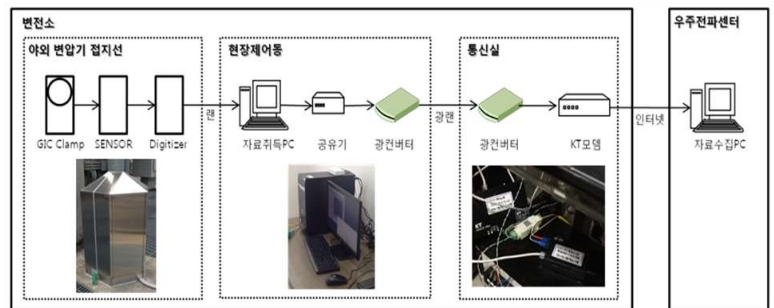 변전소
우주전파센터
야외 변압기 접지선
현장제어동
통신실
GIC Clamp
SENSOR
Digitizer
랜
자료취득PC
공유기
광컨버터
광랜
광컨버터
KT모뎀
인터넷
자료수집PC